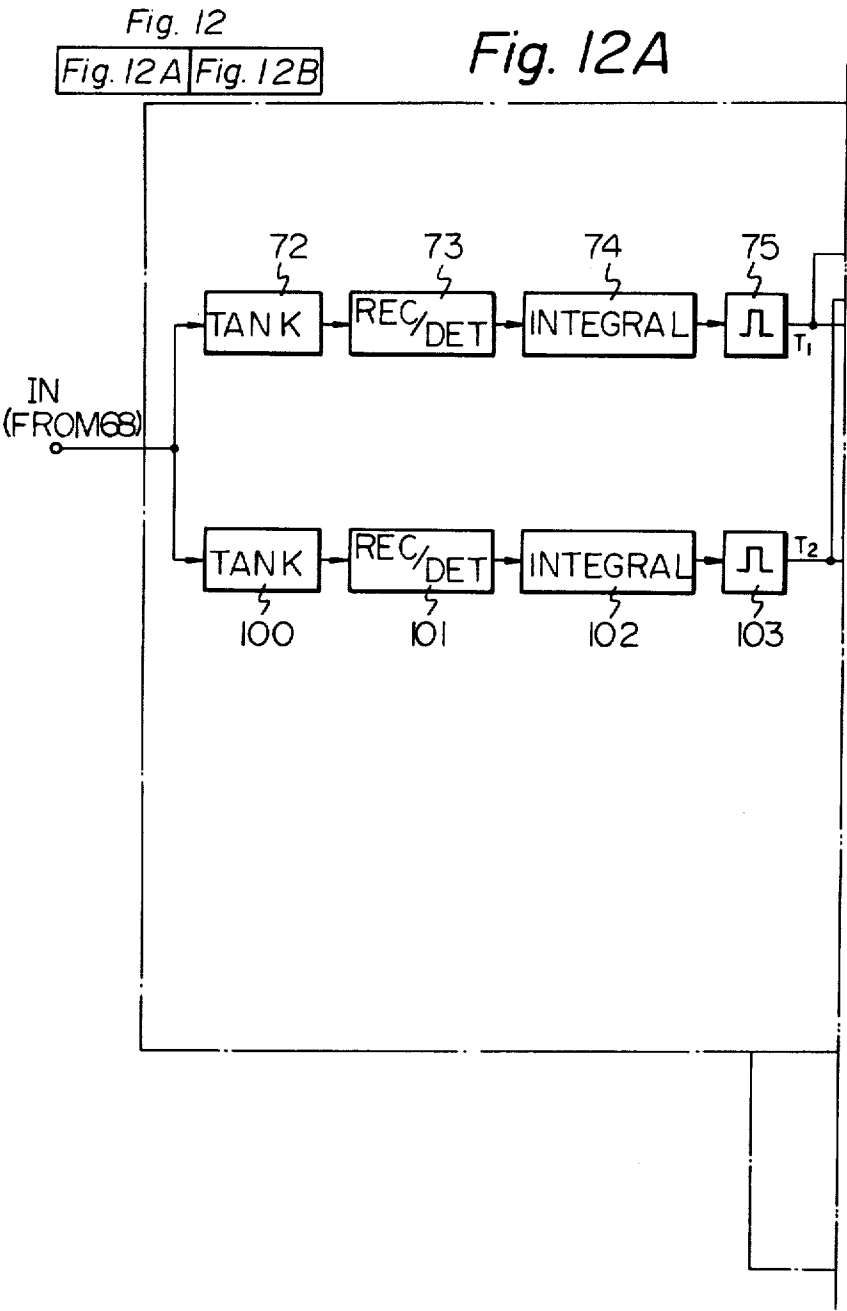 Fig. 12
Fig. 12A Fig. 12B
Fig. 12A
72 73 74 75
TANK REC/DET INTEGRAL
T1
IN
(FROM68)
TANK REC/DET INTEGRAL
T2
100 101 102 103